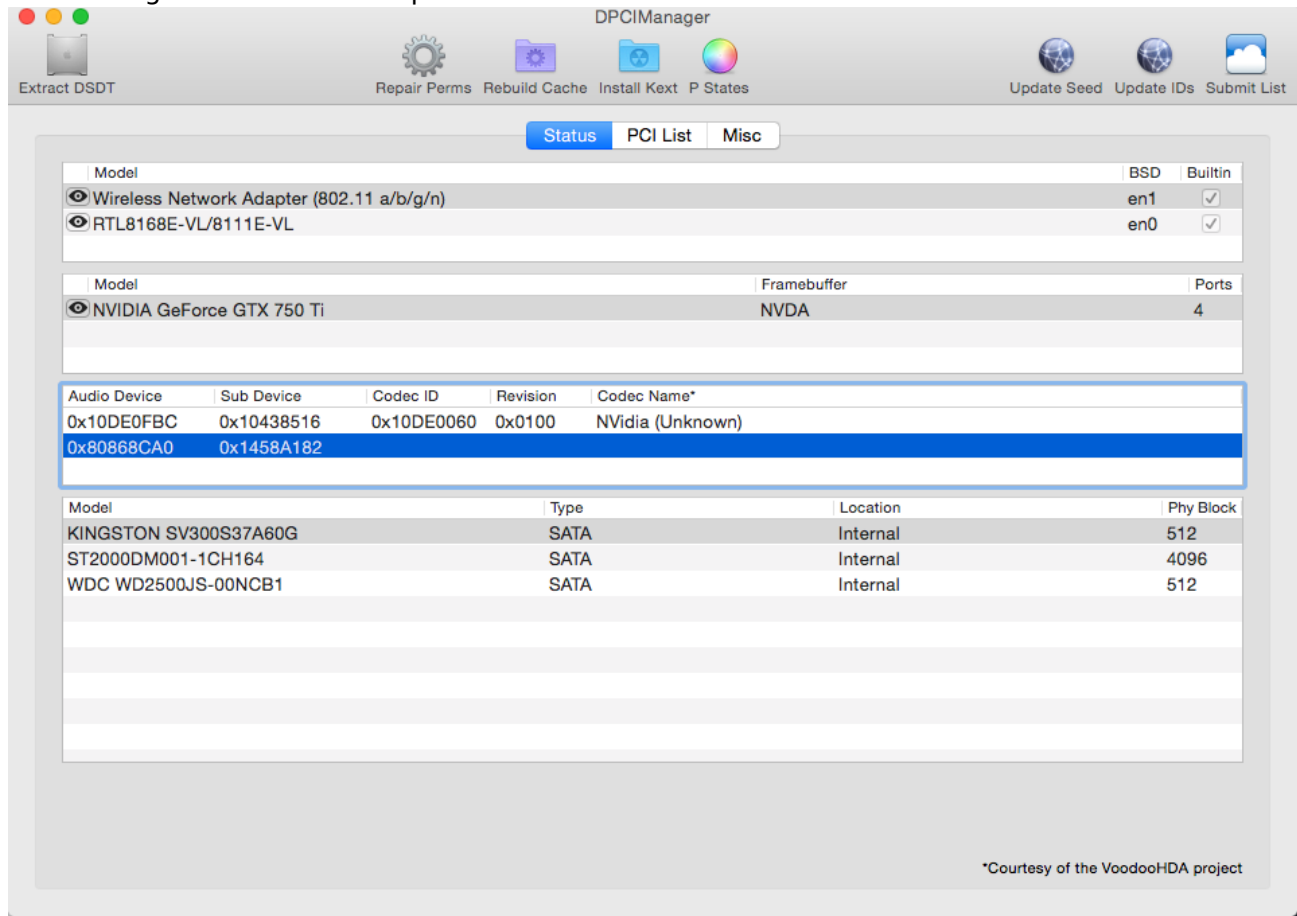 DPCIManager
Extract DSDT Repair Perms Rebuild Cache Install Kext P States Update Seed Update IDs Submit List
Status PCI List Misc
Model BSD Builtin
Wireless Network Adapter (802.11 a/b/g/n) en1
RTL8168E-VL/8111E-VL en0
Model Framebuffer Ports
NVIDIA GeForce GTX 750 Ti NVDA 4
Audio Device Sub Device Codec ID Revision Codec Name*
0x10DE0FBC 0x10438516 0x10DE0060 0x0100 NVidia (Unknown)
0x80868CA0 0x1458A182
Model Type Location Phy Block
KINGSTON SV300S37A60G SATA Internal 512
ST2000DM001-1CH164 SATA Internal 4096
WDC WD2500JS-00NCB1 SATA Internal 512
*Courtesy of the VoodooHDA project